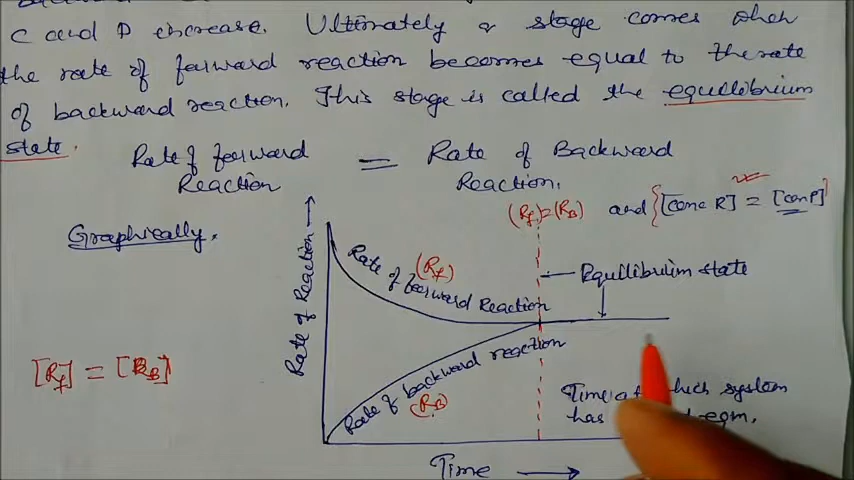 C and D increase. Ultimately a stage comes when
the rate of forward reaction becomes equal to the rate
of backward reaction. This stage is called the equilibrium
state.
Rate of forward Reaction = Rate of Backward Reaction.
(Rf)=(RB) and {[conc R] = [conP]}
Graphically.
Rate of Reaction
Rate of forward Reaction (Rf)
Equilibrium state
[Rf] = [BB]
Rate of backward reaction (RB)
Time at which system
has eqm.
Time